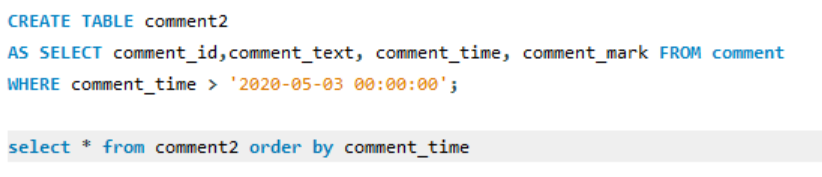 CREATE TABLE comment2
AS SELECT comment_id,comment_text, comment_time, comment_mark FROM comment
WHERE comment_time > '2020-05-03 00:00:00';
select * from comment2 order by comment_time